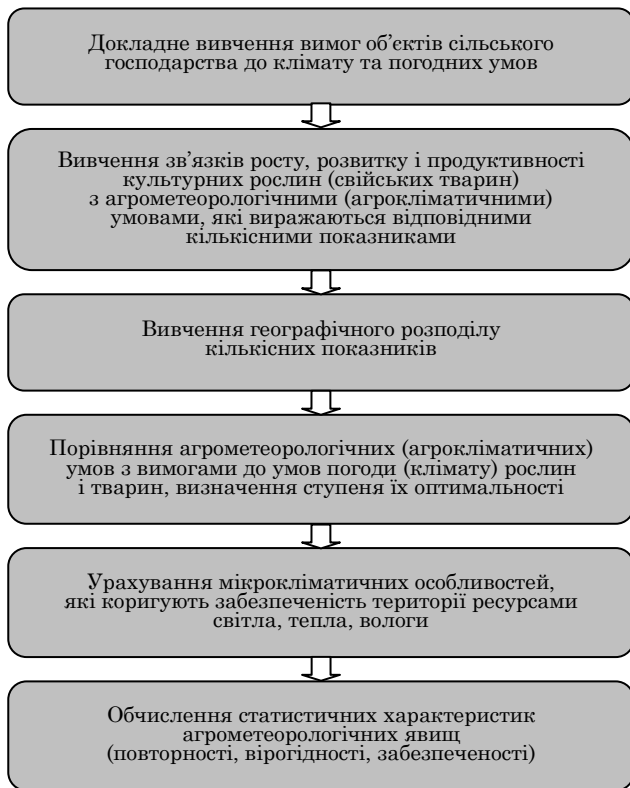 Докладне вивчення вимог об’єктів сільського
господарства до клімату та погодних умов
Вивчення зв’язків росту, розвитку і продуктивності
культурних рослин (свійських тварин)
з агрометеорологічними (агрокліматичними)
умовами, які виражаються відповідними
кількісними показниками
Вивчення географічного розподілу
кількісних показників
Порівняння агрометеорологічних (агрокліматичних)
умов з вимогами до умов погоди (клімату) рослин
і тварин, визначення ступеня їх оптимальності
Урахування мікрокліматичних особливостей,
які коригують забезпеченість території ресурсами
світла, тепла, вологи
Обчислення статистичних характеристик
агрометеорологічних явищ
(повторності, вірогідності, забезпеченості)